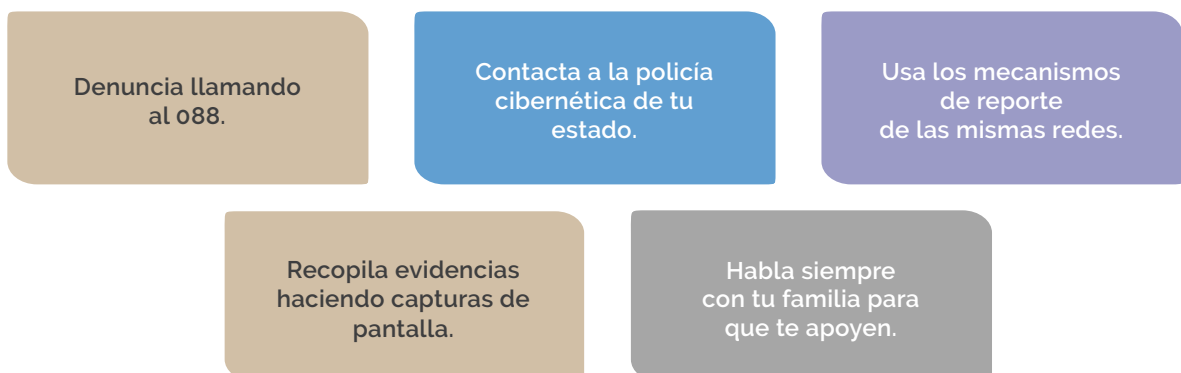 Denuncia llamando
al 088.
Contacta a la policía
cibernética de tu
estado.
Usa los mecanismos
de reporte
de las mismas redes.
Recopila evidencias
haciendo capturas de
pantalla.
Habla siempre
con tu familia para
que te apoyen.